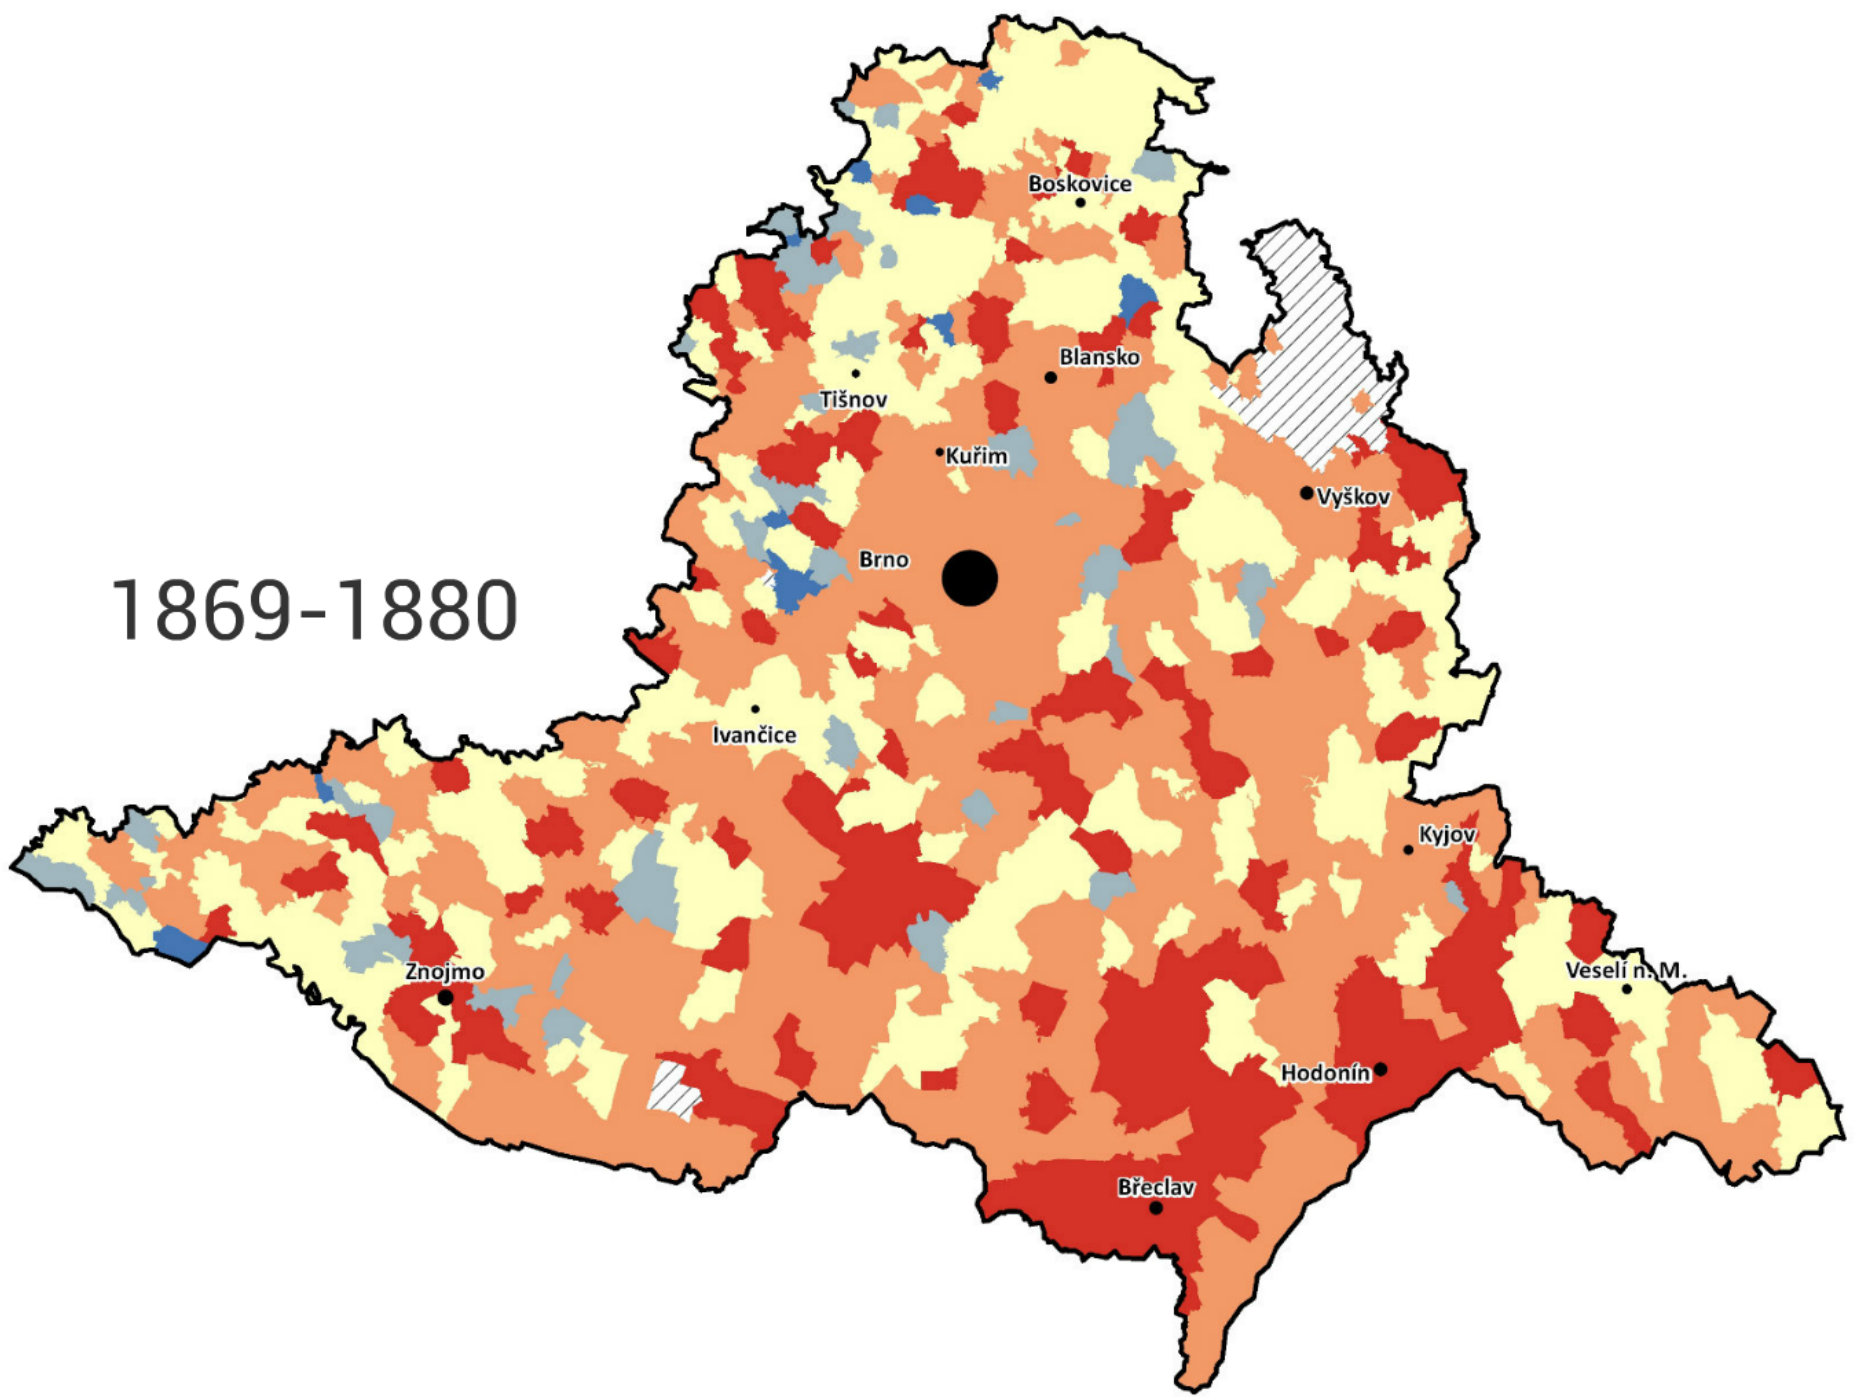 Boskovice
Blansko
Tišnov
Kuřim
Vyškov
Brno
1869-1880
Ivančice
Kyjov
Znojmo
Veselí n. M.
Hodonín
Břeclav